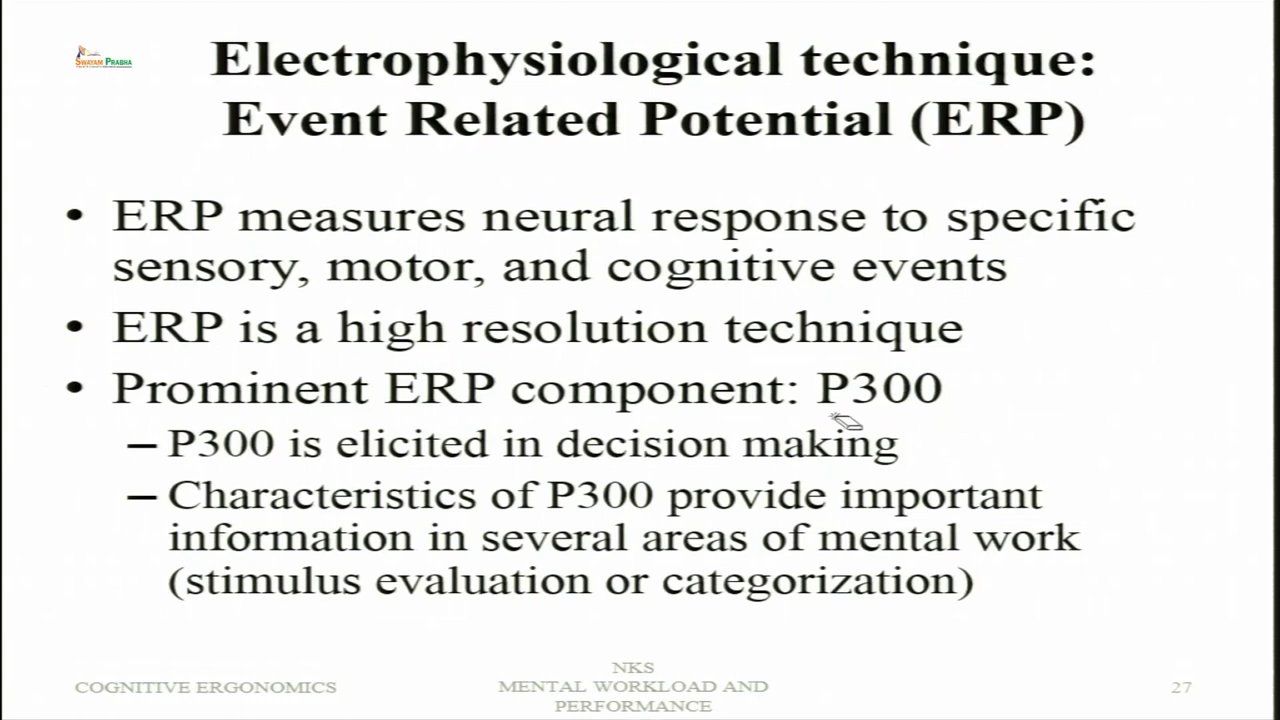 SWAYAM PRABHA
Electrophysiological technique:
Event Related Potential (ERP)
• ERP measures neural response to specific
sensory, motor, and cognitive events
• ERP is a high resolution technique
• Prominent ERP component: P300
– P300 is elicited in decision making
– Characteristics of P300 provide important
information in several areas of mental work
(stimulus evaluation or categorization)
COGNITIVE ERGONOMICS
NKS
MENTAL WORKLOAD AND
PERFORMANCE
27